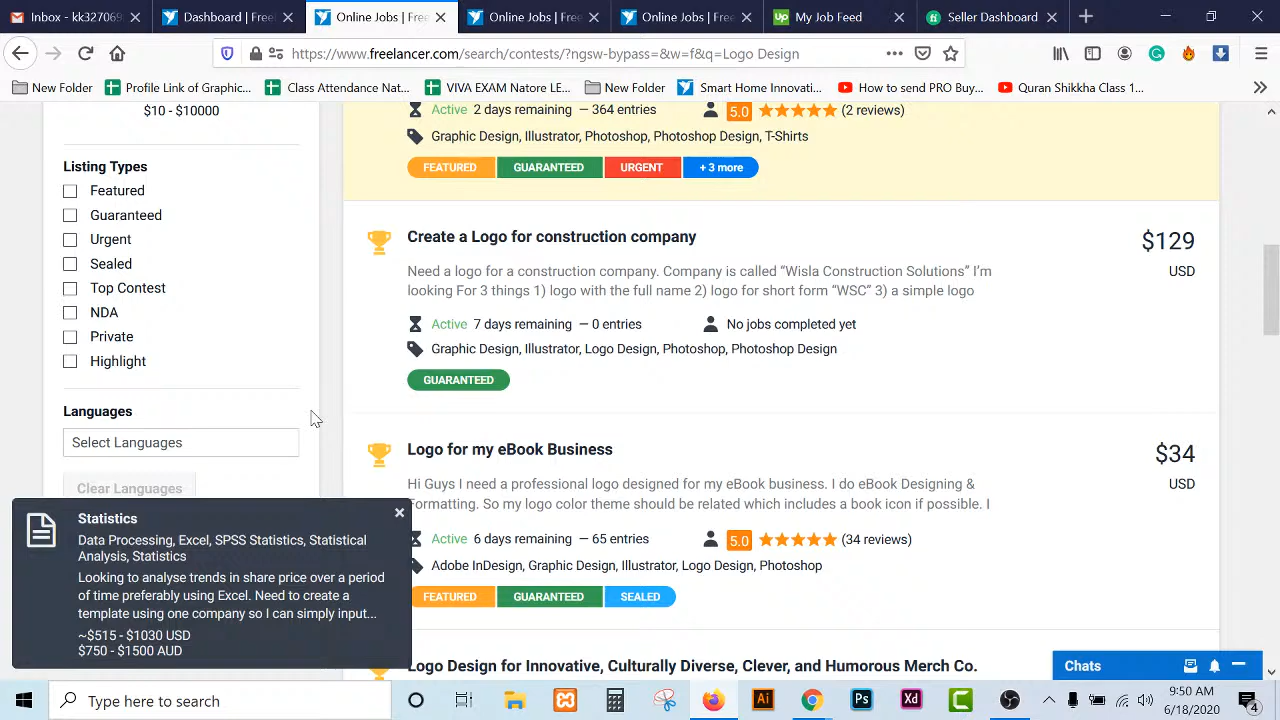 Inbox - kk327069
Dashboard | Free
Online Jobs | Fre
Online Jobs | Fre
Online Jobs | Fre
My Job Feed
Seller Dashboard
https://www.freelancer.com/search/contests/?ngsw-bypass=&w=f&q=Logo Design
New Folder
Profile Link of Graphic...
Class Attendance Nat...
VIVA EXAM Natore LE...
New Folder
Smart Home Innovati...
How to send PRO Buy...
Quran Shikkha Class 1...
$10 - $10000
Listing Types
Featured
Guaranteed
Urgent
Sealed
Top Contest
NDA
Private
Highlight
Languages
Select Languages
Clear Languages
Active 2 days remaining — 364 entries
5.0 (2 reviews)
Graphic Design, Illustrator, Photoshop, Photoshop Design, T-Shirts
FEATURED GUARANTEED URGENT + 3 more
Create a Logo for construction company
$129
USD
Need a logo for a construction company. Company is called “Wisla Construction Solutions” I’m
looking For 3 things 1) logo with the full name 2) logo for short form “WSC” 3) a simple logo
Active 7 days remaining — 0 entries
No jobs completed yet
Graphic Design, Illustrator, Logo Design, Photoshop, Photoshop Design
GUARANTEED
Logo for my eBook Business
$34
USD
Hi Guys I need a professional logo designed for my eBook business. I do eBook Designing &
Formatting. So my logo color theme should be related which includes a book icon if possible. I
Active 6 days remaining — 65 entries
5.0 (34 reviews)
Adobe InDesign, Graphic Design, Illustrator, Logo Design, Photoshop
FEATURED GUARANTEED SEALED
Logo Design for Innovative, Culturally Diverse, Clever, and Humorous Merch Co.
Statistics
Data Processing, Excel, SPSS Statistics, Statistical
Analysis, Statistics
Looking to analyse trends in share price over a period
of time preferably using Excel. Need to create a
template using one company so I can simply input...
~$515 - $1030 USD
$750 - $1500 AUD
Chats
Type here to search
Ai
Ps
Xd
9:50 AM
6/18/2020
4